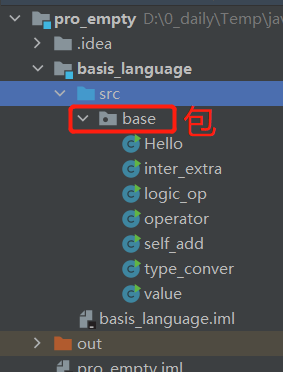 pro_empty D:\0_daily\Temp\jav
.idea
basis_language
src
base 包
Hello
inter_extra
logic_op
operator
self_add
type_conver
value
basis_language.iml
out
pro_empty.iml